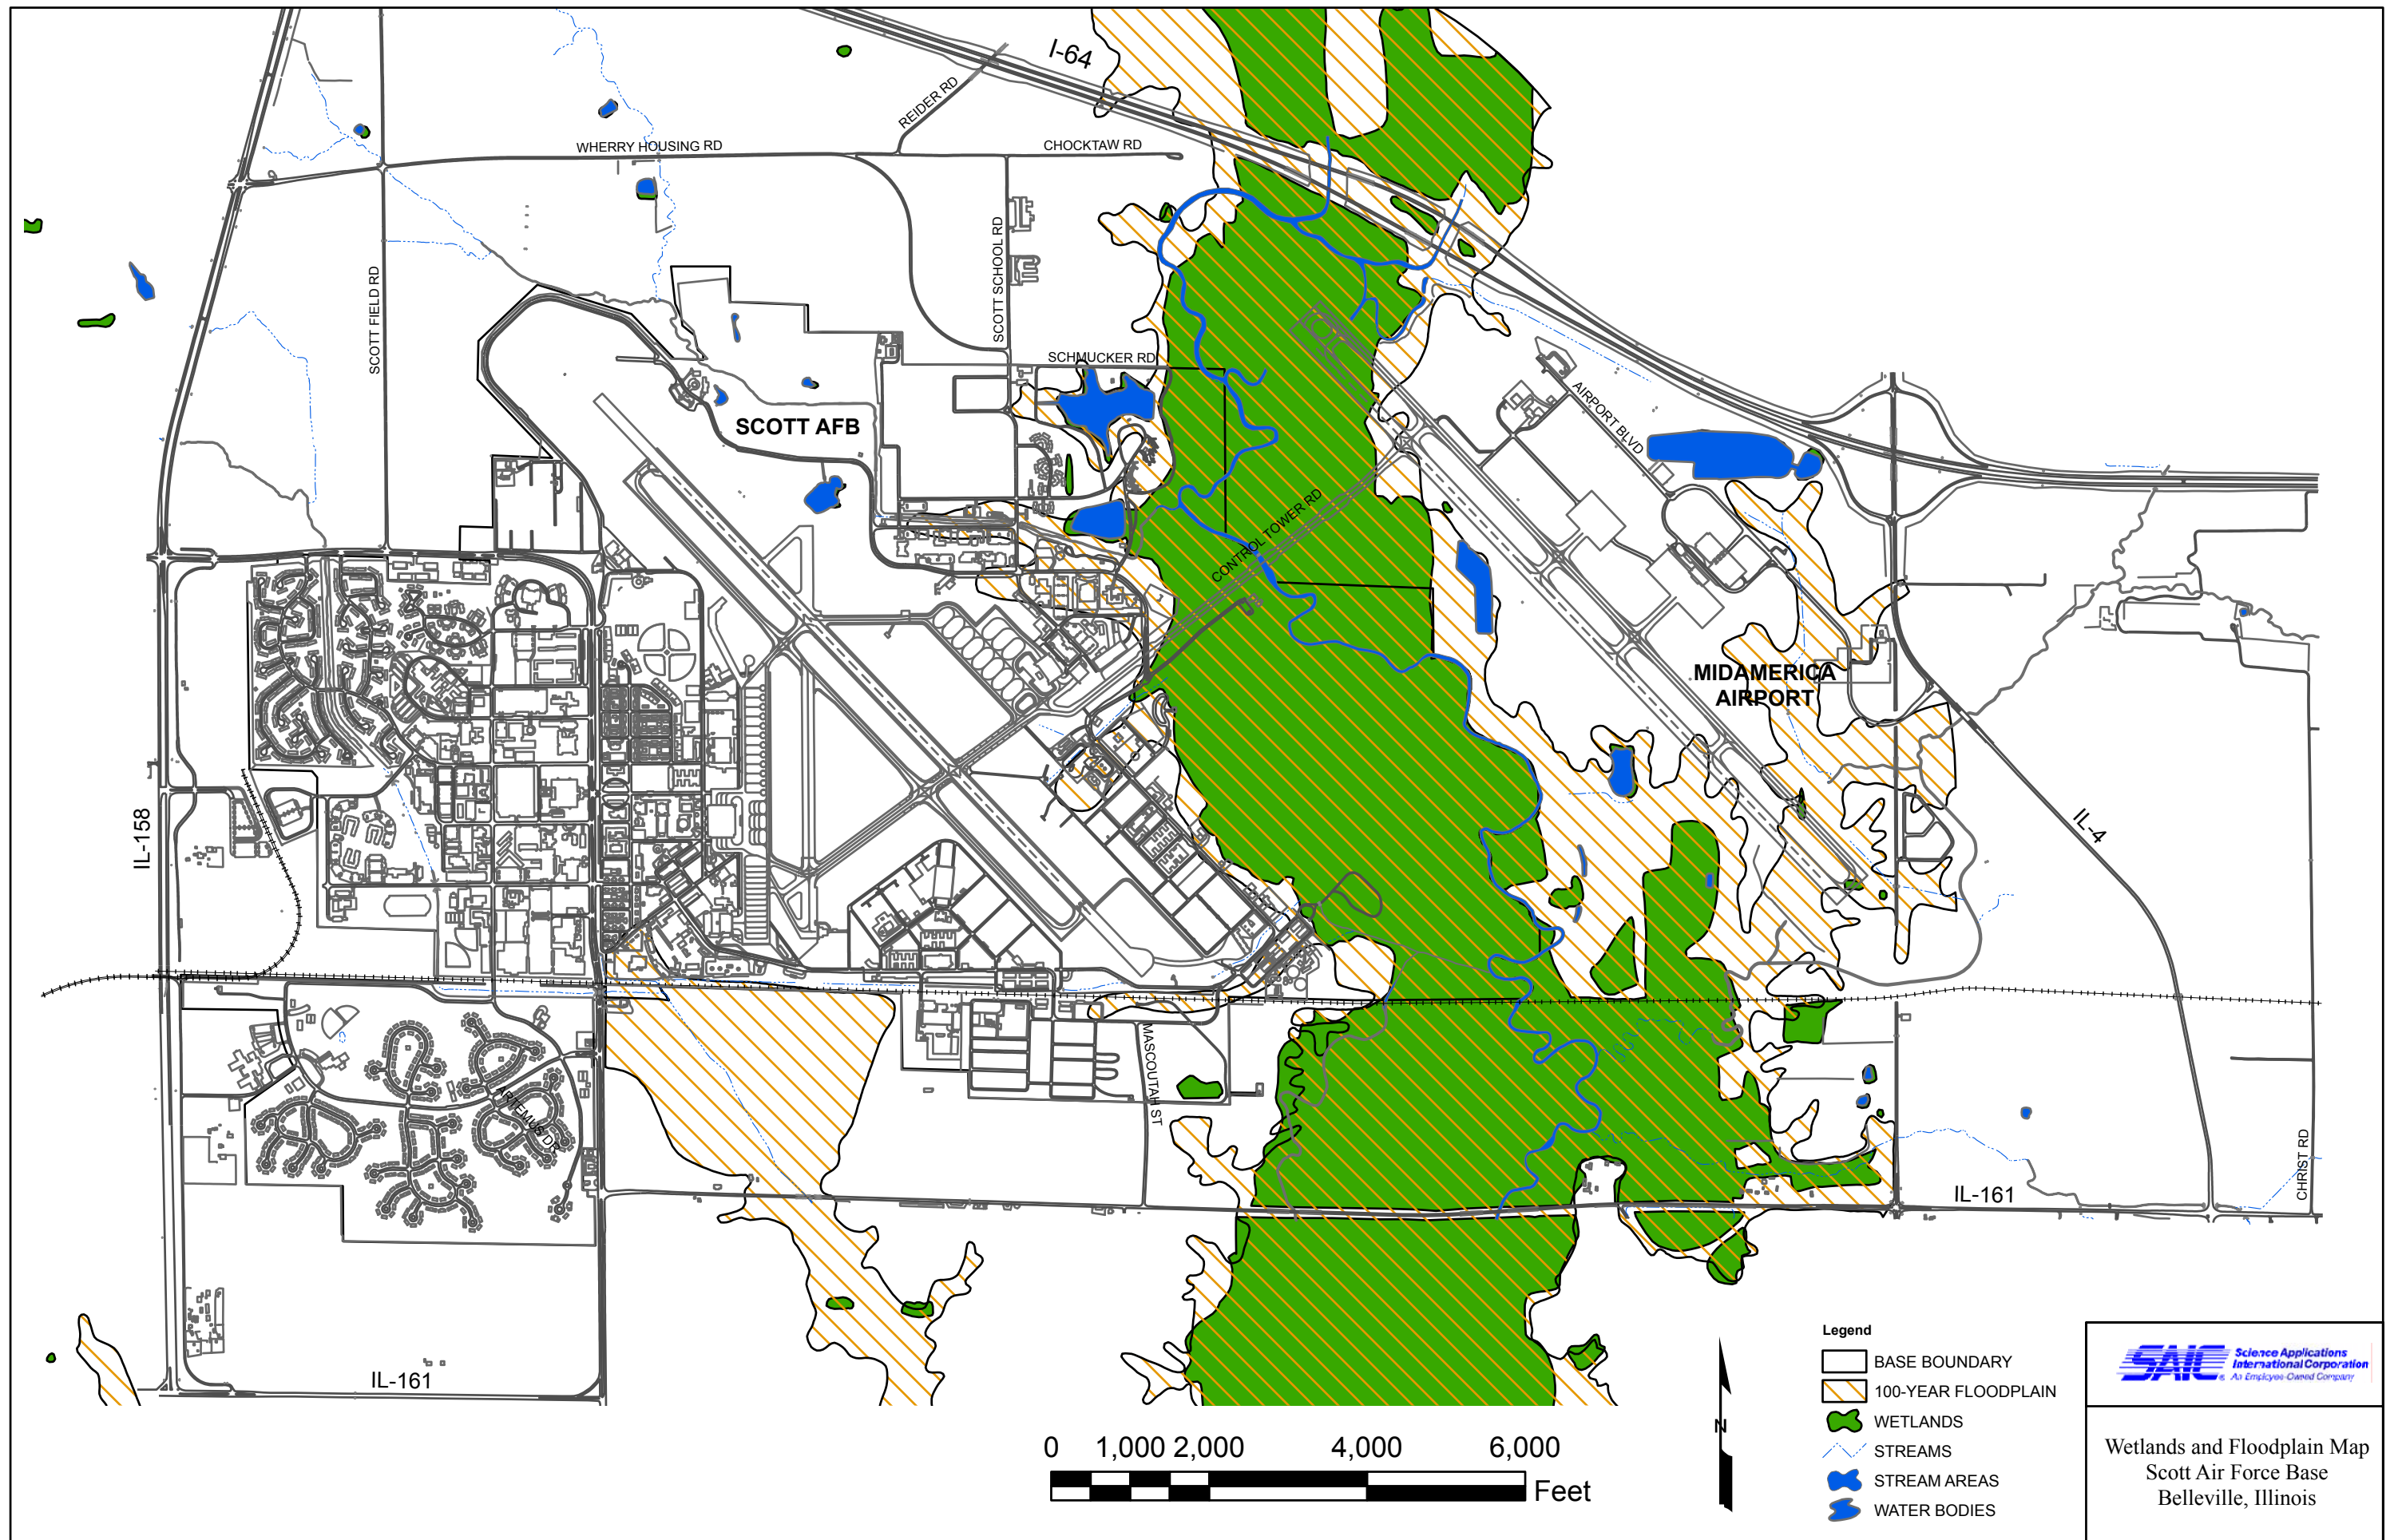 I-64
REIDER RD
WHERRY HOUSING RD
CHOCKTAW RD
SCOTT SCHOOL RD
SCOTT FIELD RD
SCHMUCKER RD
AIRPORT BLVD
SCOTT AFB
CONTROL TOWER RD
MIDAMERICA
AIRPORT
IL-158
IL-4
MASCOUTAH ST
ARTEMUS DR
CHRIST RD
IL-161
IL-161
Legend
BASE BOUNDARY
100-YEAR FLOODPLAIN
WETLANDS
STREAMS
STREAM AREAS
WATER BODIES
N
0 1,000 2,000 4,000 6,000
Feet
SAIC
Science Applications
International Corporation
An Employee-Owned Company
Wetlands and Floodplain Map
Scott Air Force Base
Belleville, Illinois